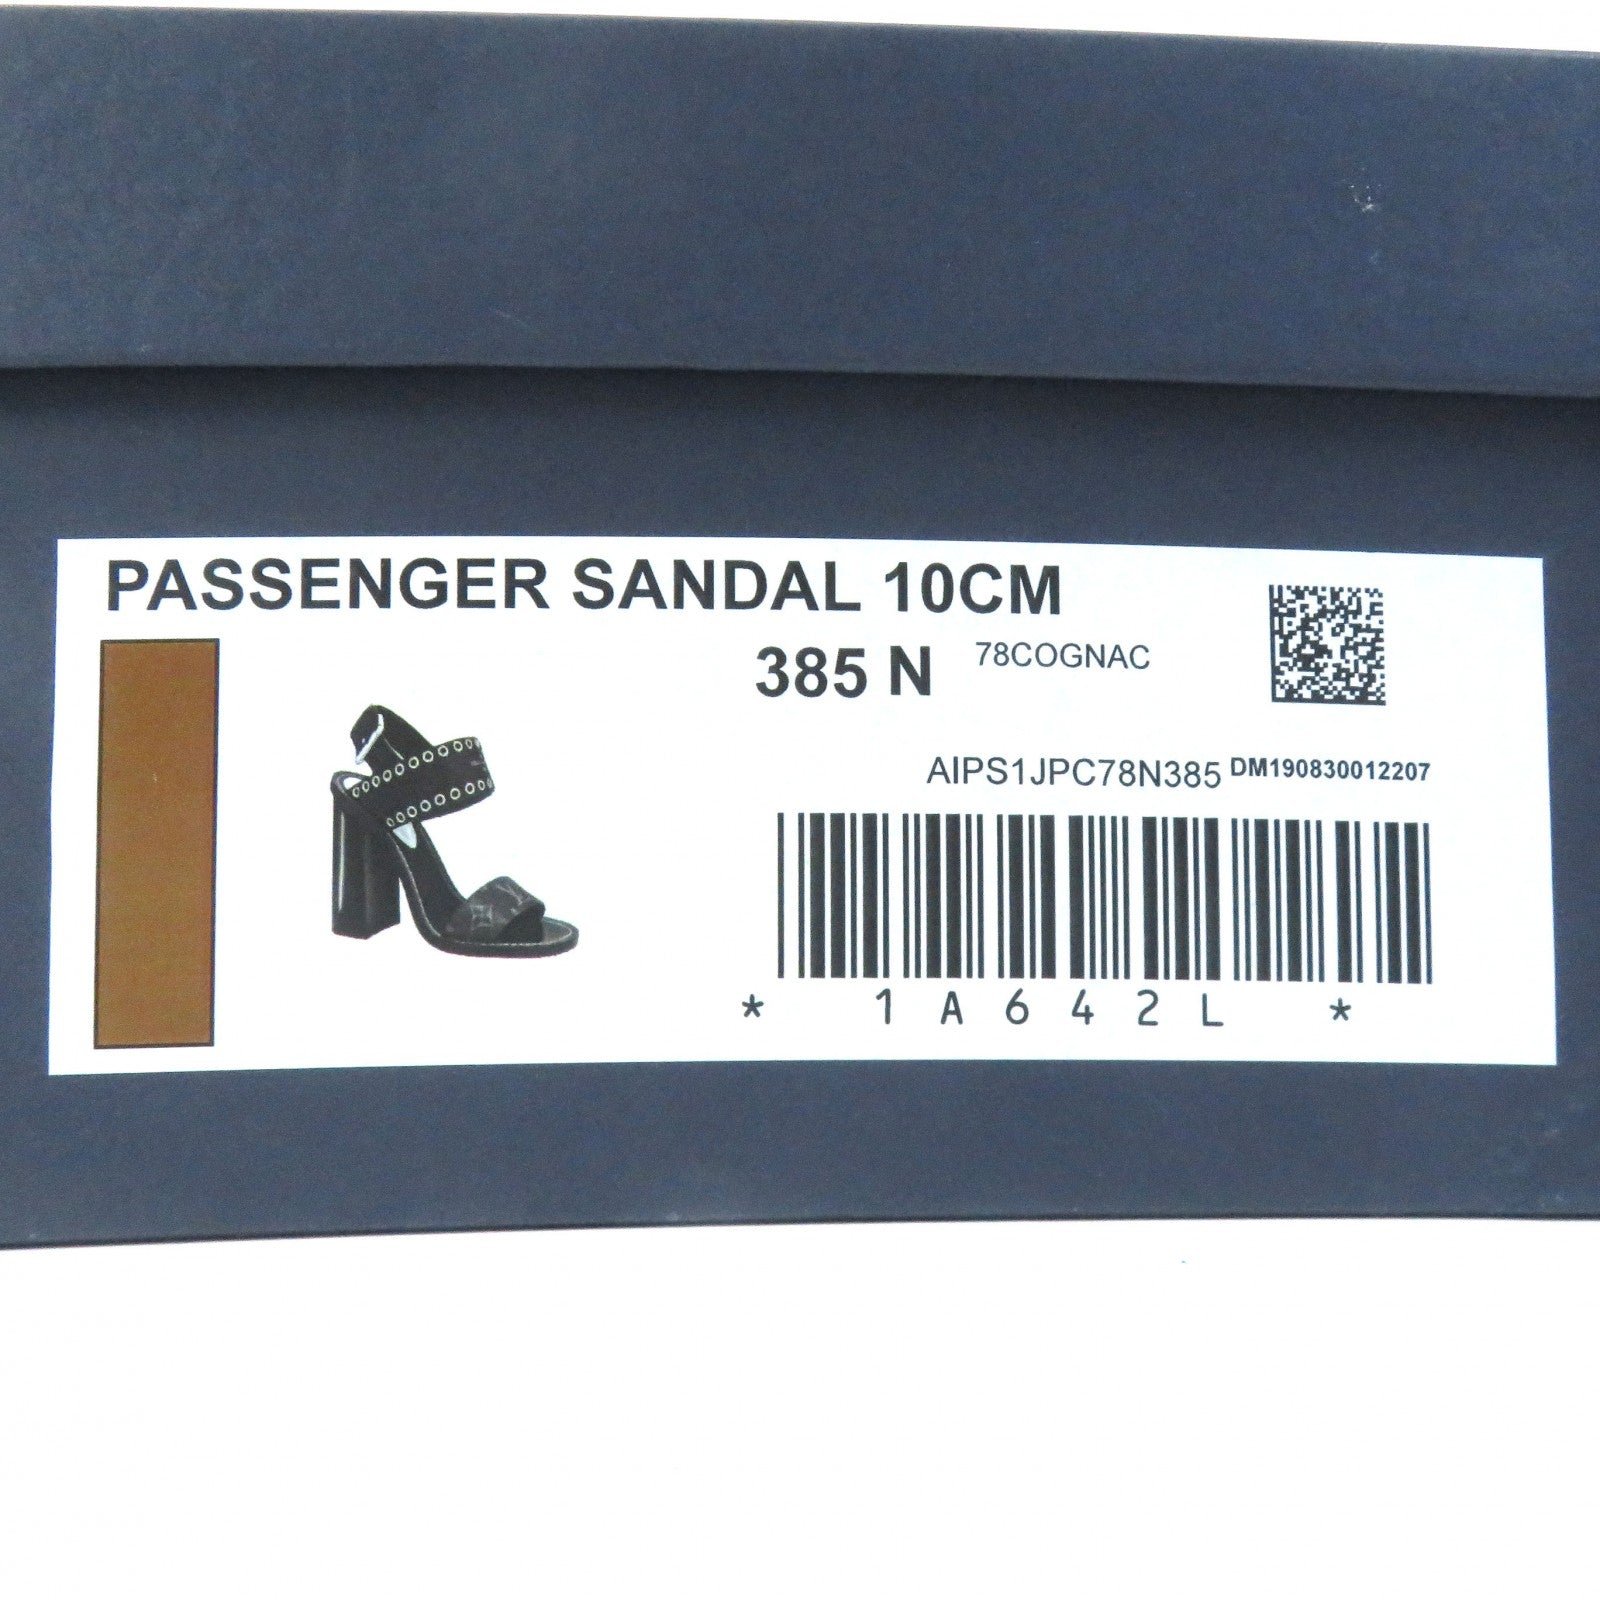 PASSENGER SANDAL 10CM
385 N 78COGNAC
AIPS1JPC78N385 DM190830012207
* 1A642L *